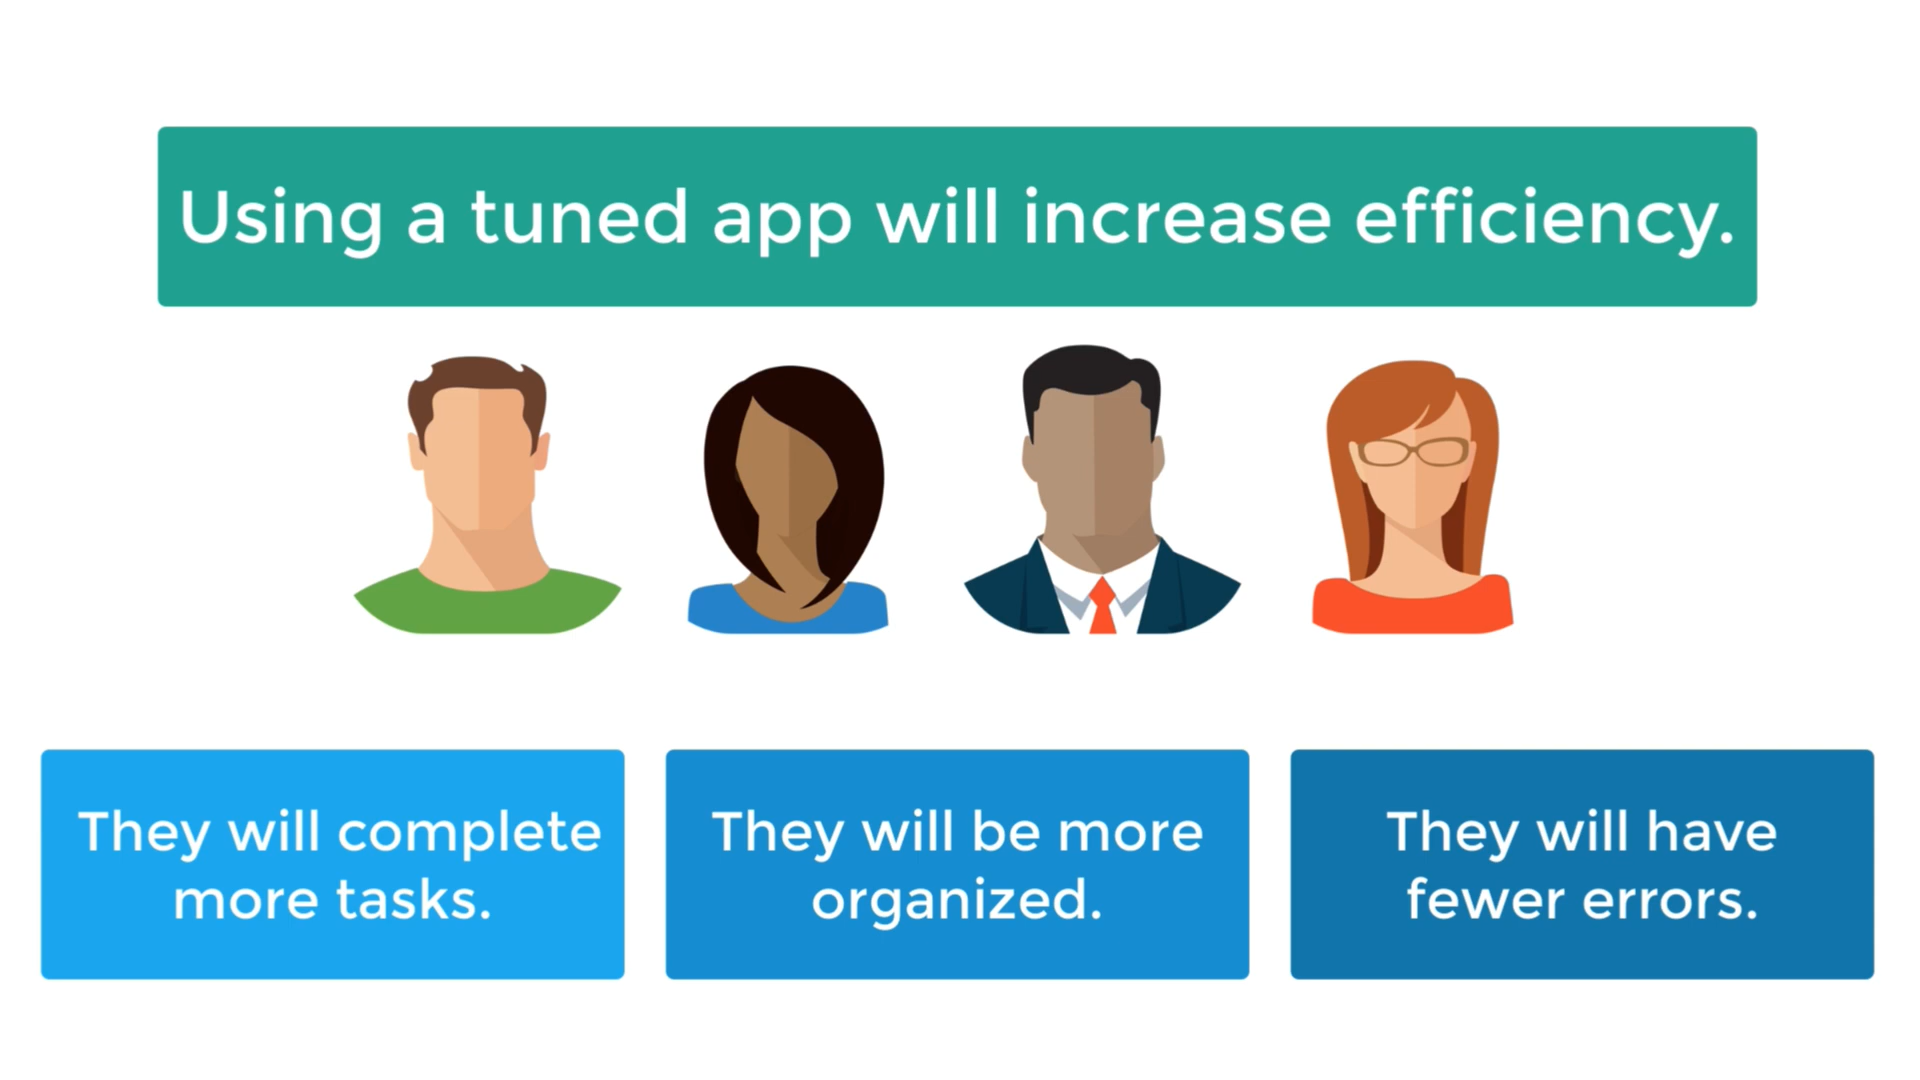 Using a tuned app will increase efficiency.
They will complete
more tasks.
They will be more
organized.
They will have
fewer errors.